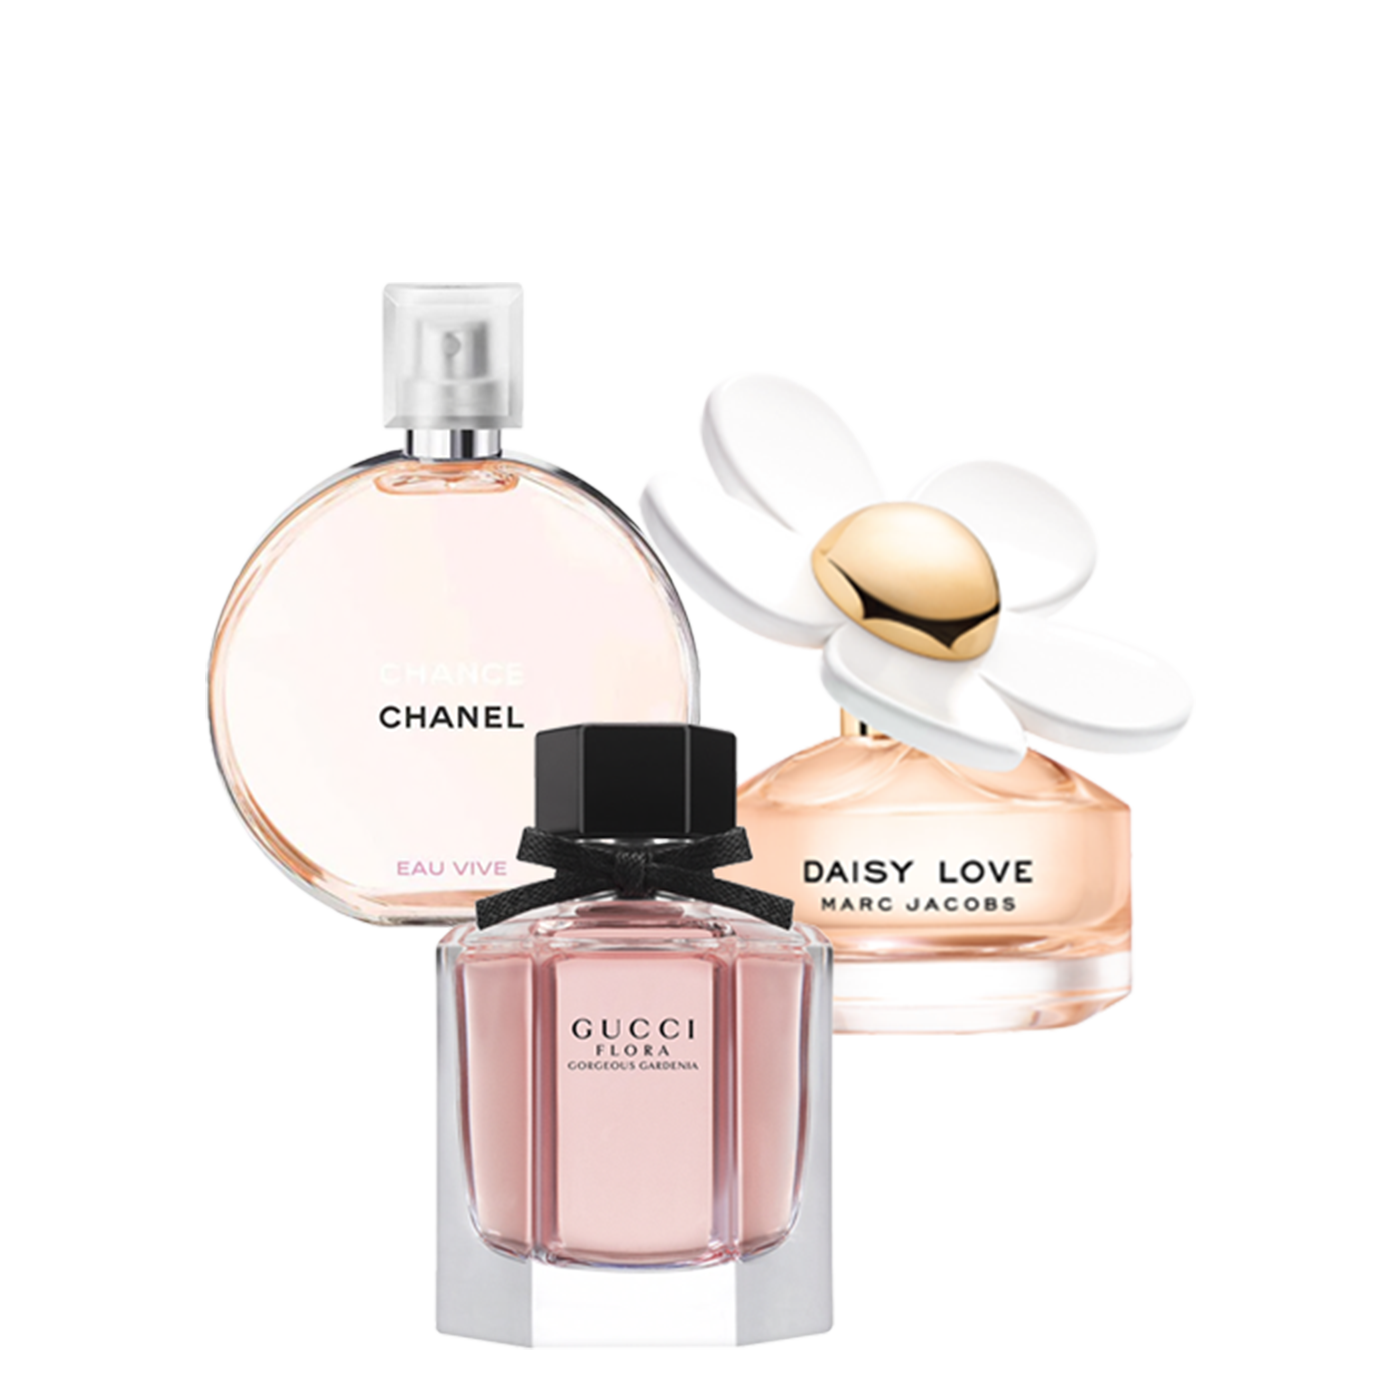 CHANCE
CHANEL
EAU VIVE
DAISY LOVE
MARC JACOBS
GUCCI
FLORA
GORGEOUS GARDENIA